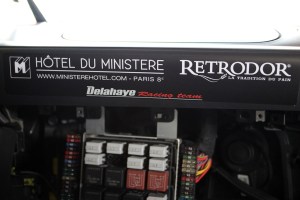 M HÔTEL DU MINISTERE
WWW.MINISTEREHOTEL.COM - PARIS 8e
RETRODOR®
LA TRADITION DU PAIN
Delahaye Racing team